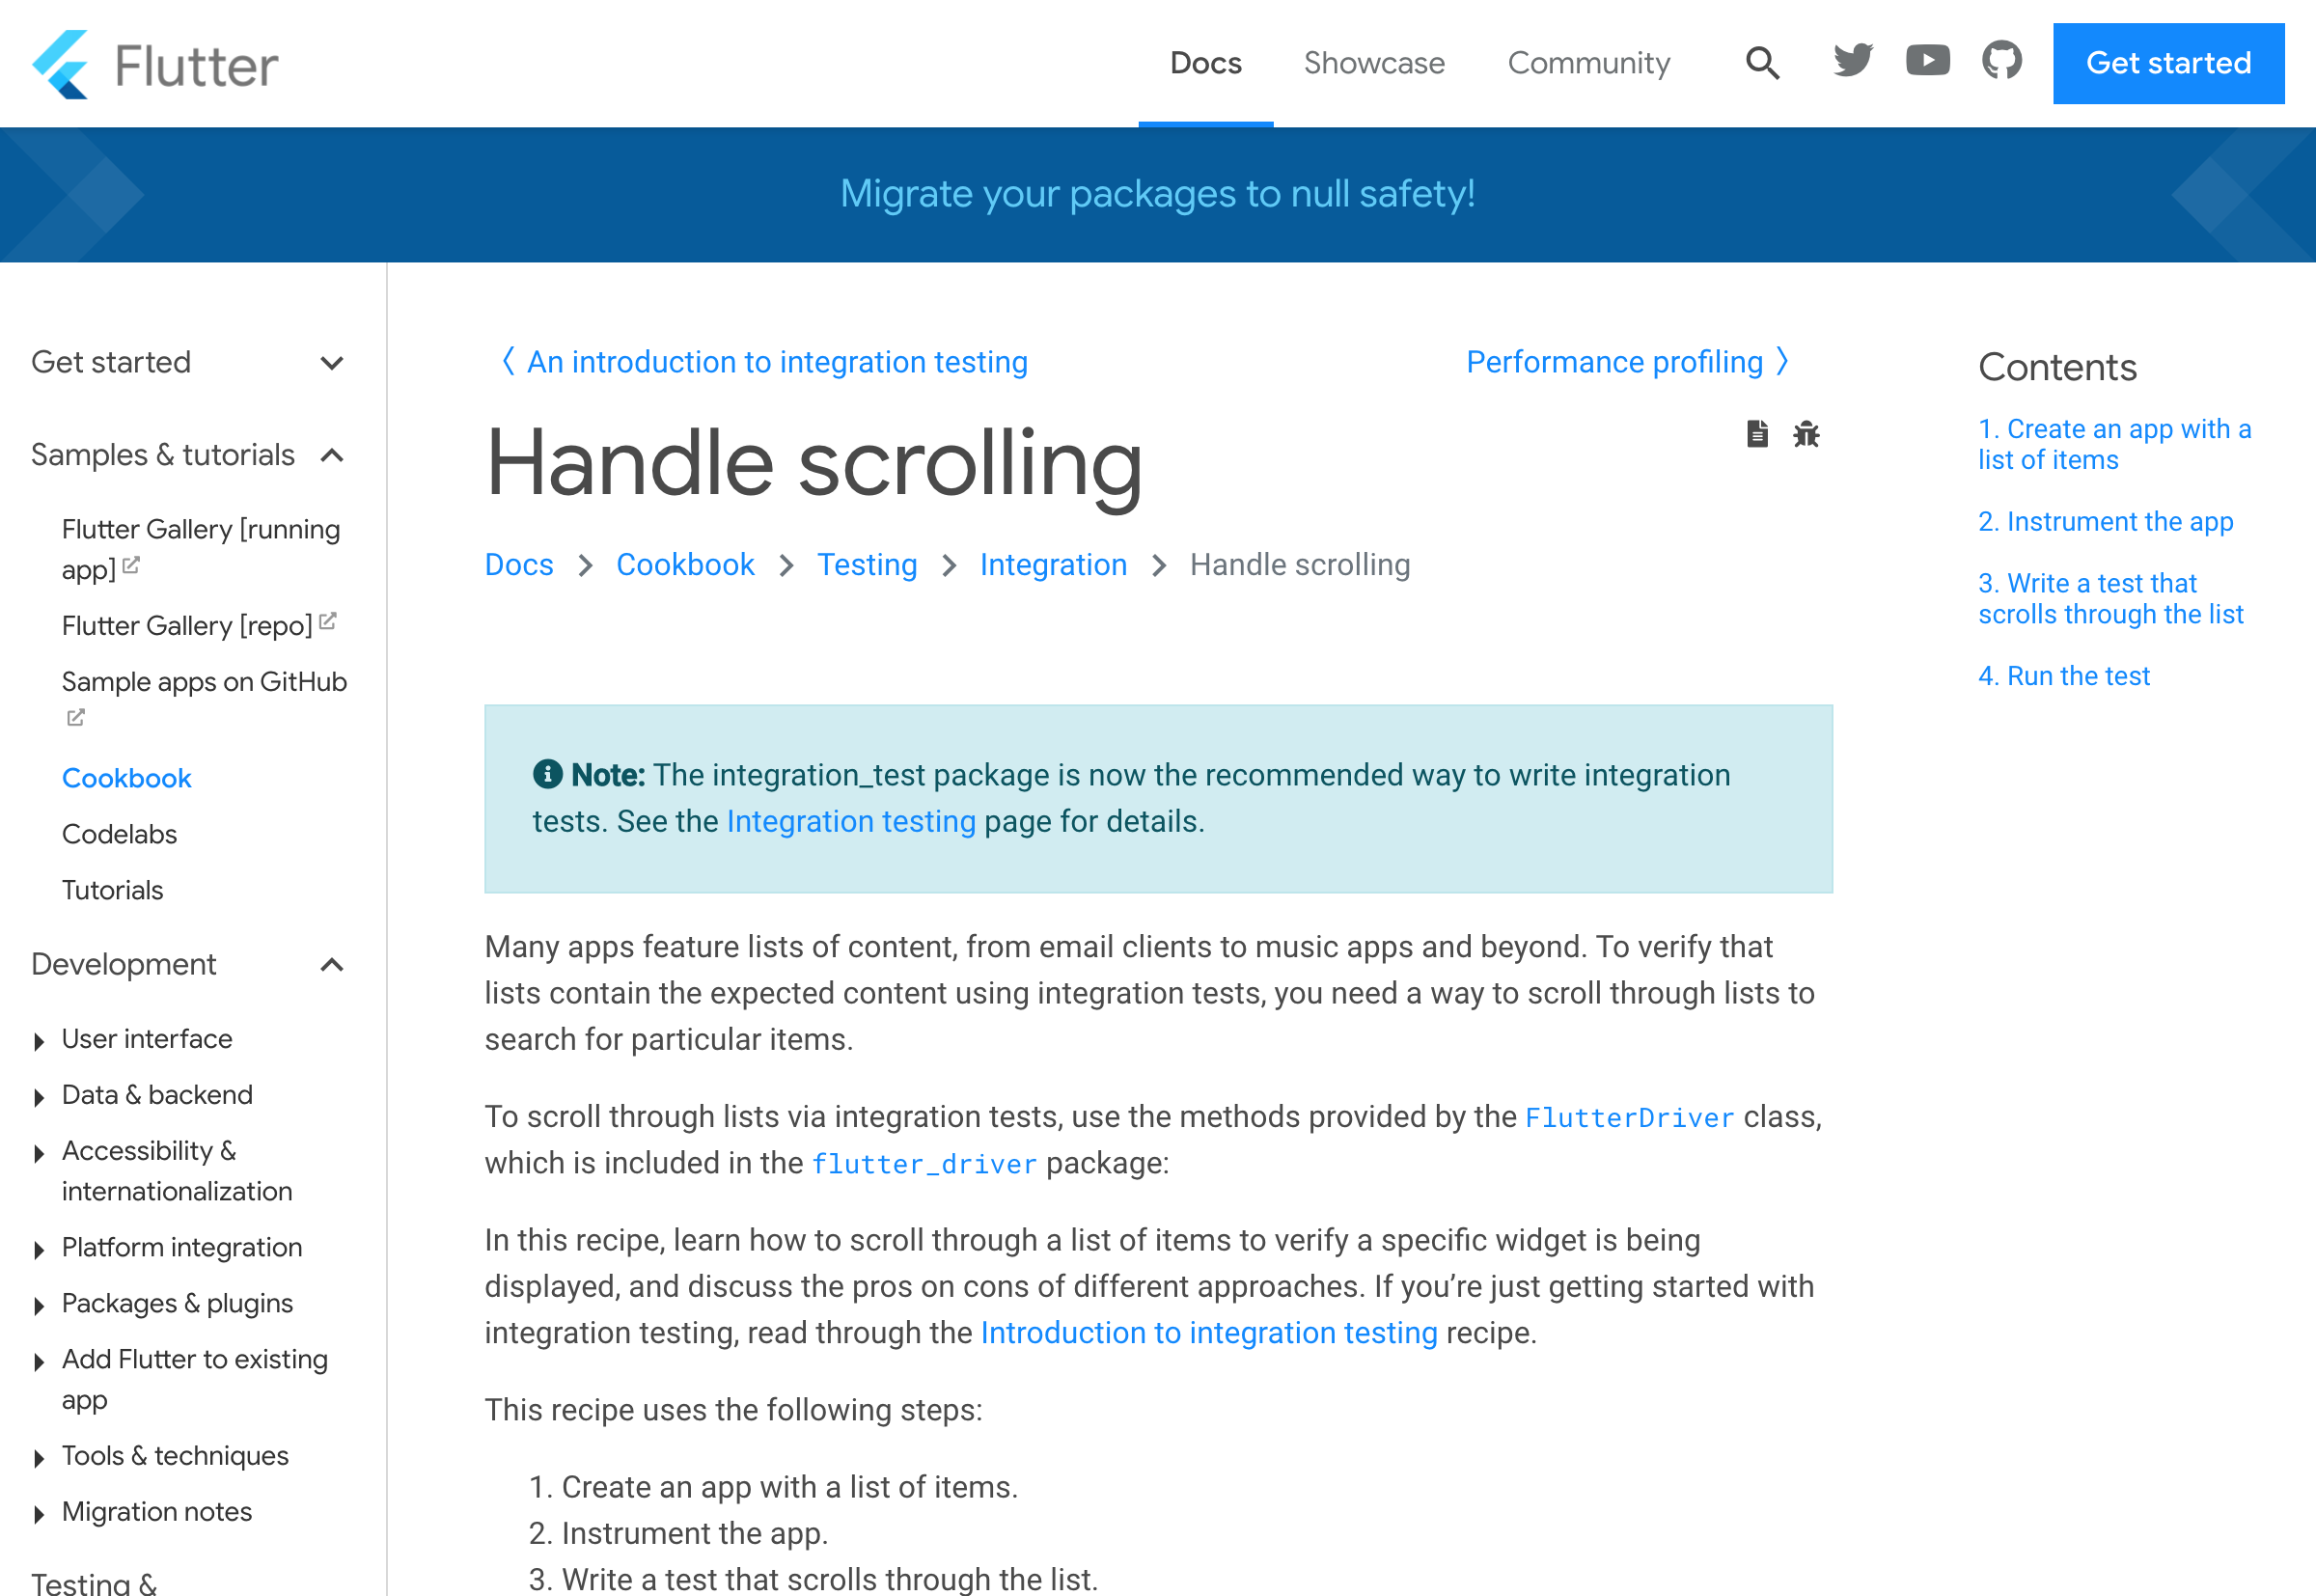 Flutter
Docs
Showcase
Community
Get started
Migrate your packages to null safety!
Get started
Samples & tutorials
Flutter Gallery [running
app]
Flutter Gallery [repo]
Sample apps on GitHub
Cookbook
Codelabs
Tutorials
Development
User interface
Data & backend
Accessibility &
internationalization
Platform integration
Packages & plugins
Add Flutter to existing
app
Tools & techniques
Migration notes
Testing &
〈 An introduction to integration testing
Performance profiling 〉
Handle scrolling
Docs > Cookbook > Testing > Integration > Handle scrolling
Note: The integration_test package is now the recommended way to write integration
tests. See the Integration testing page for details.
Many apps feature lists of content, from email clients to music apps and beyond. To verify that
lists contain the expected content using integration tests, you need a way to scroll through lists to
search for particular items.
To scroll through lists via integration tests, use the methods provided by the FlutterDriver class,
which is included in the flutter_driver package:
In this recipe, learn how to scroll through a list of items to verify a specific widget is being
displayed, and discuss the pros on cons of different approaches. If you’re just getting started with
integration testing, read through the Introduction to integration testing recipe.
This recipe uses the following steps:
1. Create an app with a list of items.
2. Instrument the app.
3. Write a test that scrolls through the list.
Contents
1. Create an app with a
list of items
2. Instrument the app
3. Write a test that
scrolls through the list
4. Run the test